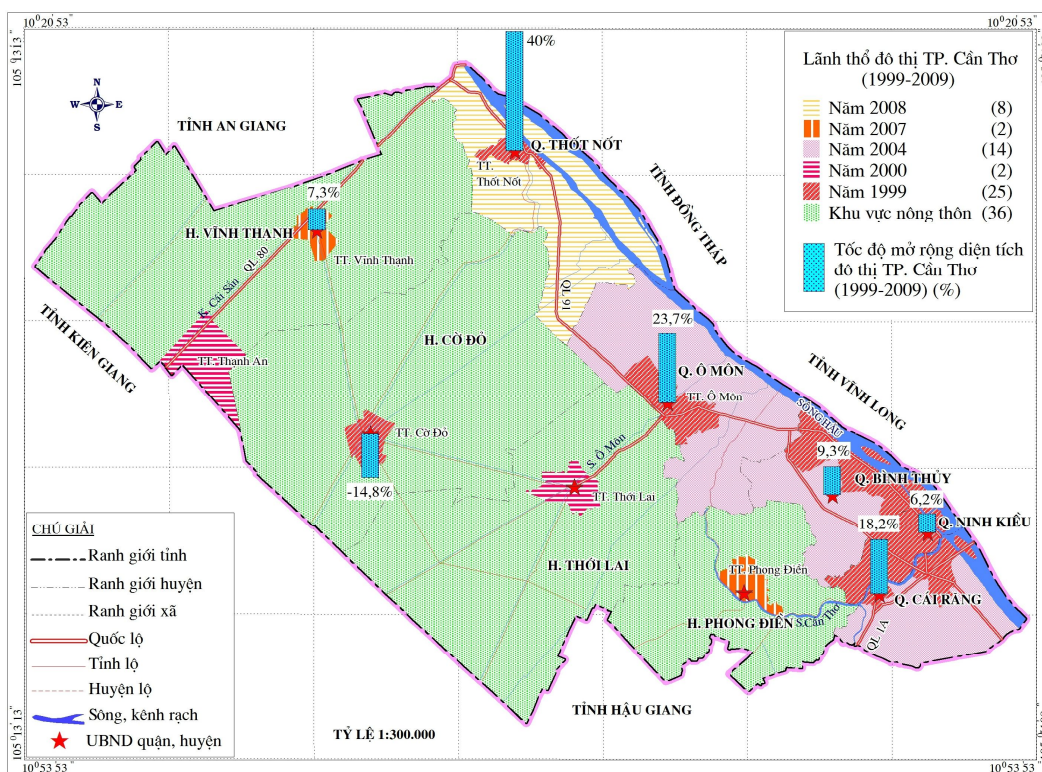 10°20'53"
10°20'53"
105°13'13"
N
W E
S
TỈNH AN GIANG
40%
Q. THỐT NỐT
TT.
Thốt Nốt
TỈNH ĐỒNG THÁP
7,3%
H. VĨNH THANH
TT. Vĩnh Thạnh
QL 80
K. Cái Sắn
TỈNH KIÊN GIANG
TT. Thạnh An
QL 91
H. CỜ ĐỎ
23,7%
Q. Ô MÔN
TT. Ô Môn
TỈNH VĨNH LONG
SÔNG HẬU
TT. Cờ Đỏ
-14,8%
S. Ô Môn
TT. Thới Lai
9,3%
Q. BÌNH THỦY
6,2%
Q. NINH KIỀU
18,2%
H. THỚI LAI
TT. Phong Điền
Q. CÁI RĂNG
S.Cần Thơ
H. PHONG ĐIỀN
QL 1A
TỈNH HẬU GIANG
TỶ LỆ 1:300.000
Lãnh thổ đô thị TP. Cần Thơ
(1999-2009)
Năm 2008 (8)
Năm 2007 (2)
Năm 2004 (14)
Năm 2000 (2)
Năm 1999 (25)
Khu vực nông thôn (36)
Tốc độ mở rộng diện tích
đô thị TP. Cần Thơ
(1999-2009) (%)
CHÚ GIẢI
Ranh giới tỉnh
Ranh giới huyện
Ranh giới xã
Quốc lộ
Tỉnh lộ
Huyện lộ
Sông, kênh rạch
UBND quận, huyện
105°13'13"
10°53'53"
10°53'53"